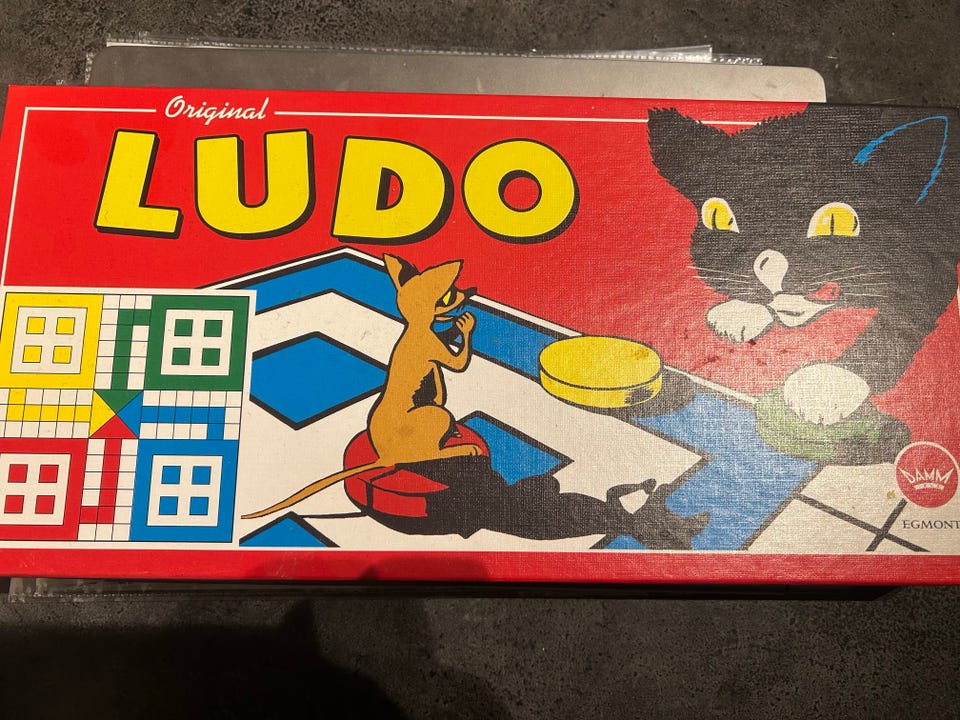 Original
LUDO
DAMM
EGMONT